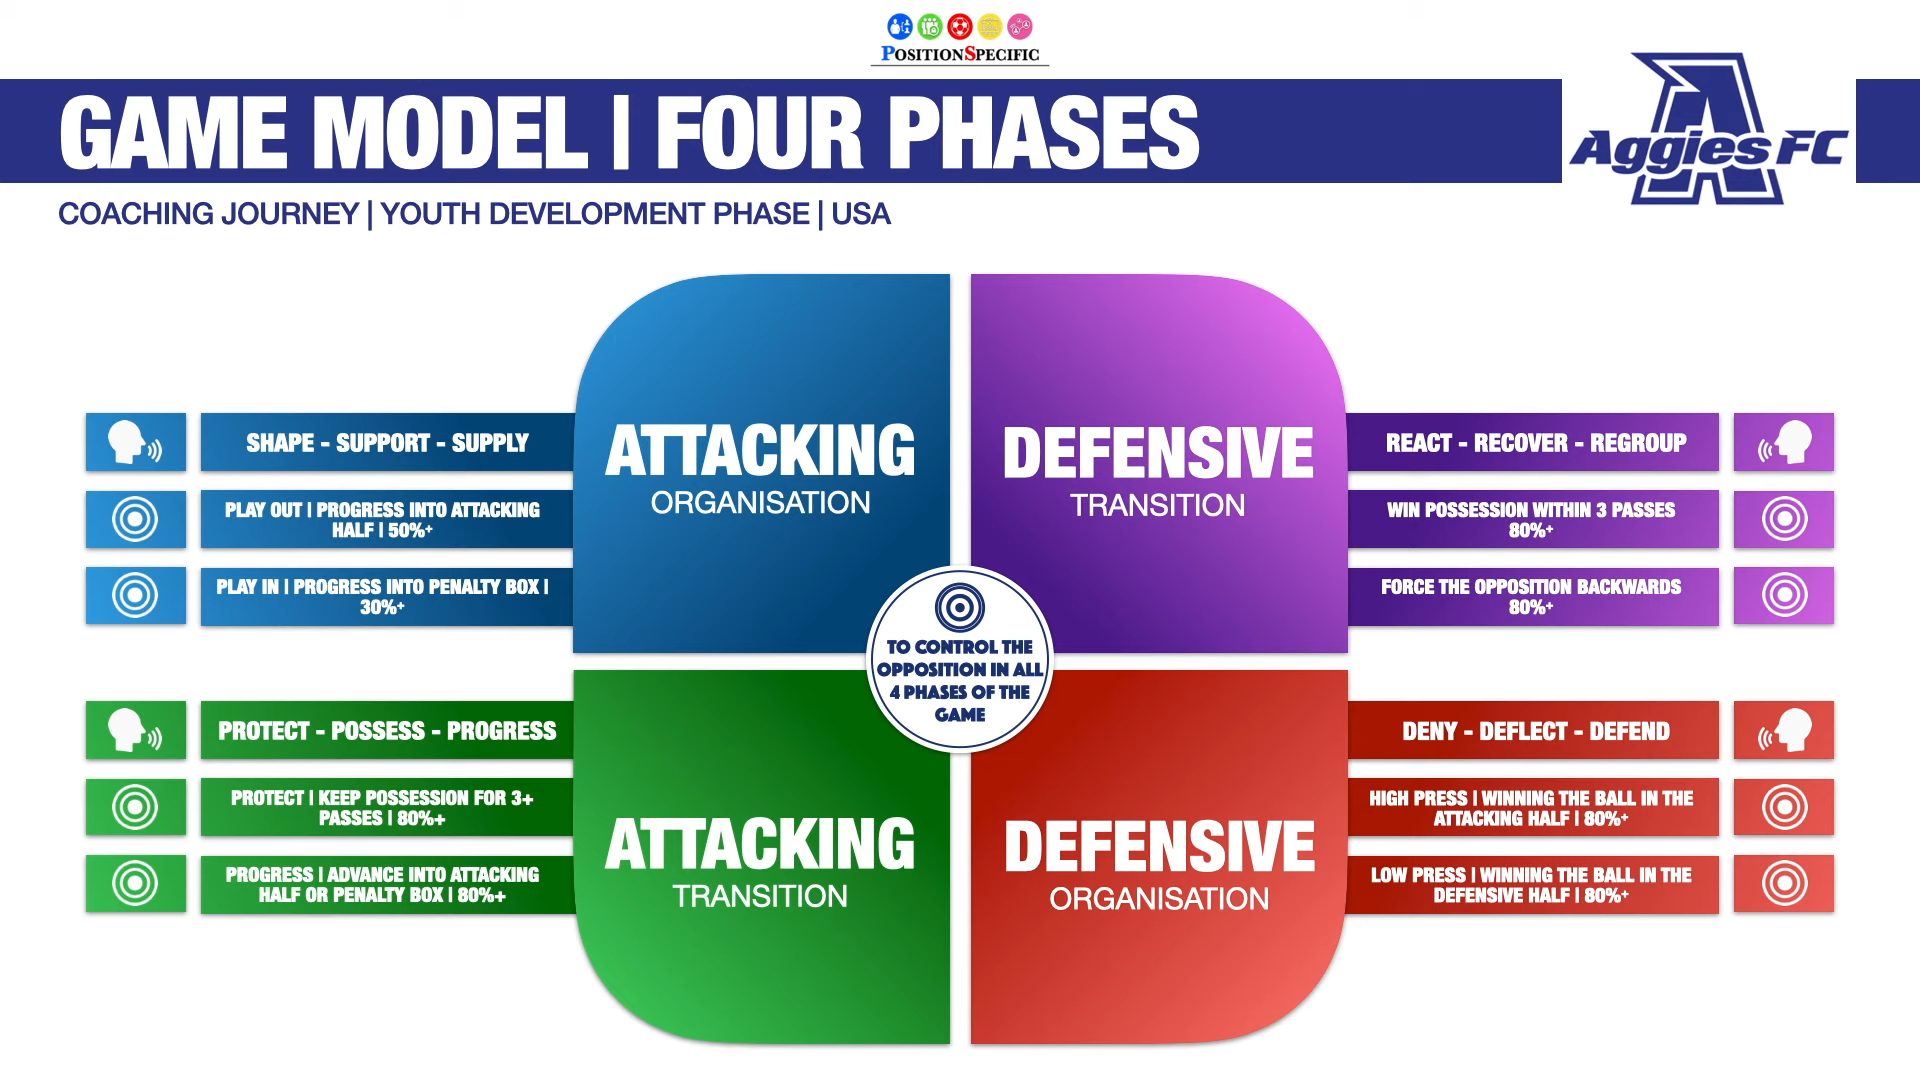 POSITIONSPECIFIC
GAME MODEL | FOUR PHASES
Aggies FC
COACHING JOURNEY | YOUTH DEVELOPMENT PHASE | USA
ATTACKING
ORGANISATION
SHAPE - SUPPORT - SUPPLY
PLAY OUT | PROGRESS INTO ATTACKING
HALF | 50%+
PLAY IN | PROGRESS INTO PENALTY BOX |
30%+
DEFENSIVE
TRANSITION
REACT - RECOVER - REGROUP
WIN POSSESSION WITHIN 3 PASSES
80%+
FORCE THE OPPOSITION BACKWARDS
80%+
TO CONTROL THE
OPPOSITION IN ALL
4 PHASES OF THE
GAME
ATTACKING
TRANSITION
PROTECT - POSSESS - PROGRESS
PROTECT | KEEP POSSESSION FOR 3+
PASSES | 80%+
PROGRESS | ADVANCE INTO ATTACKING
HALF OR PENALTY BOX | 80%+
DEFENSIVE
ORGANISATION
DENY - DEFLECT - DEFEND
HIGH PRESS | WINNING THE BALL IN THE
ATTACKING HALF | 80%+
LOW PRESS | WINNING THE BALL IN THE
DEFENSIVE HALF | 80%+